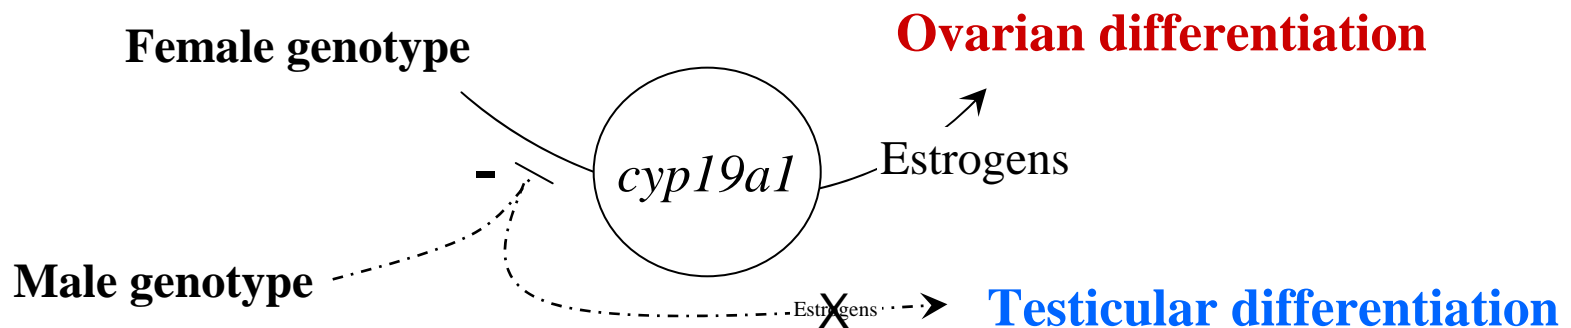 Female genotype
Ovarian differentiation
cyp19a1
Estrogens
-
Male genotype
Estrogens
X
Testicular differentiation